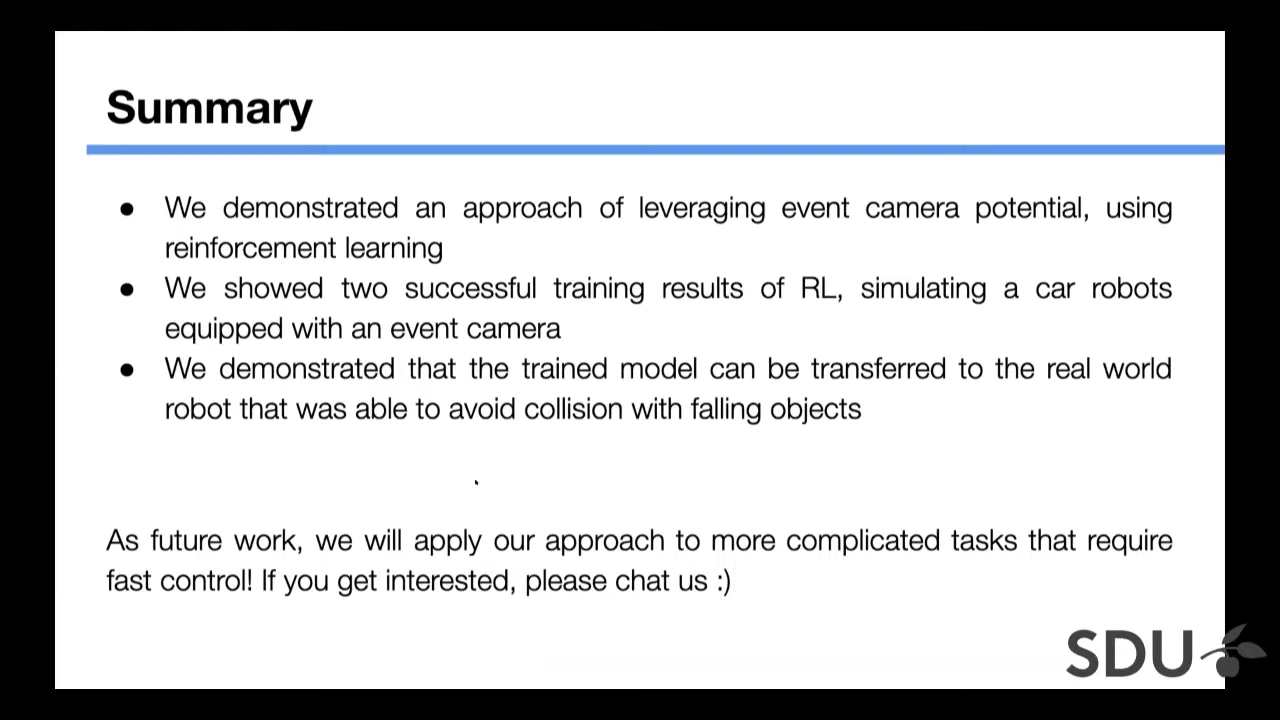 Summary
● We demonstrated an approach of leveraging event camera potential, using
reinforcement learning
● We showed two successful training results of RL, simulating a car robots
equipped with an event camera
● We demonstrated that the trained model can be transferred to the real world
robot that was able to avoid collision with falling objects
As future work, we will apply our approach to more complicated tasks that require
fast control! If you get interested, please chat us :)
SDU